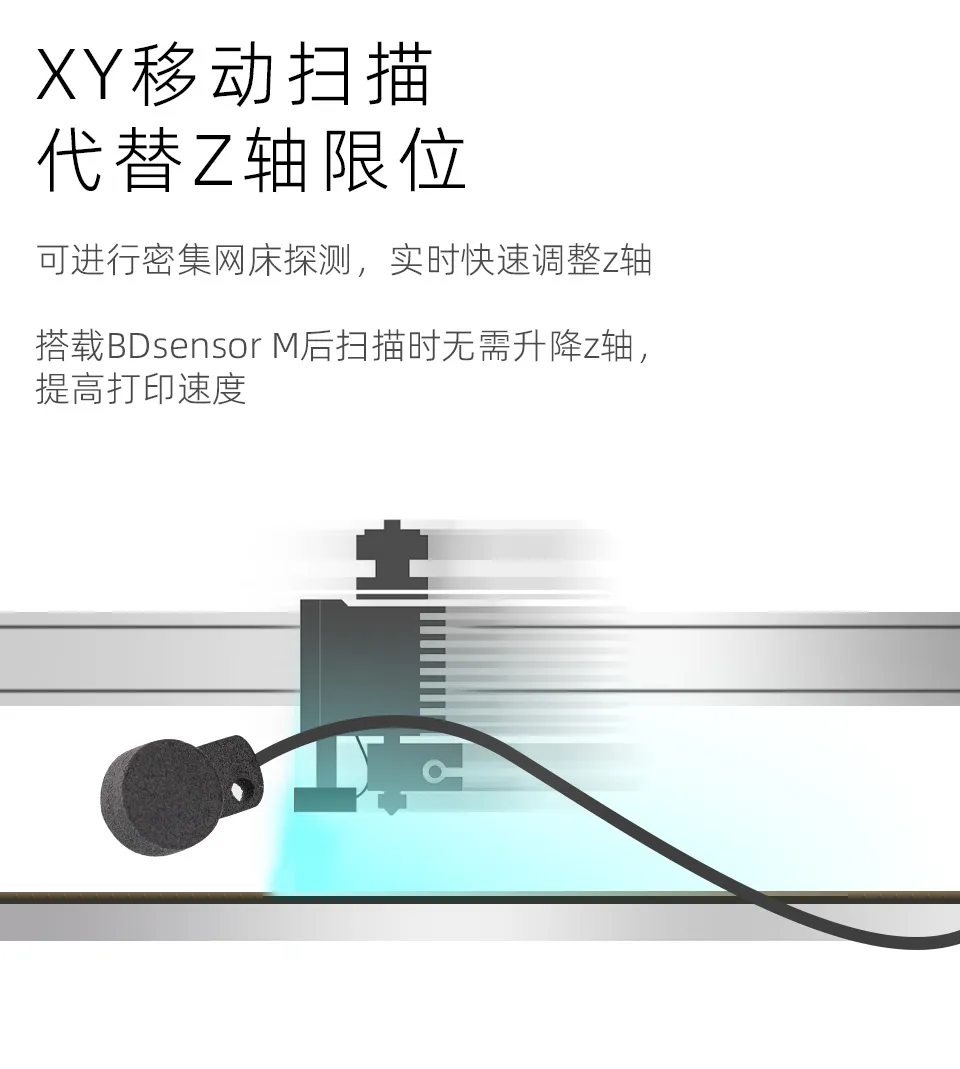 XY移动扫描
代替Z轴限位
可进行密集网床探测，实时快速调整z轴
搭载BDsensor M后扫描时无需升降z轴，
提高打印速度